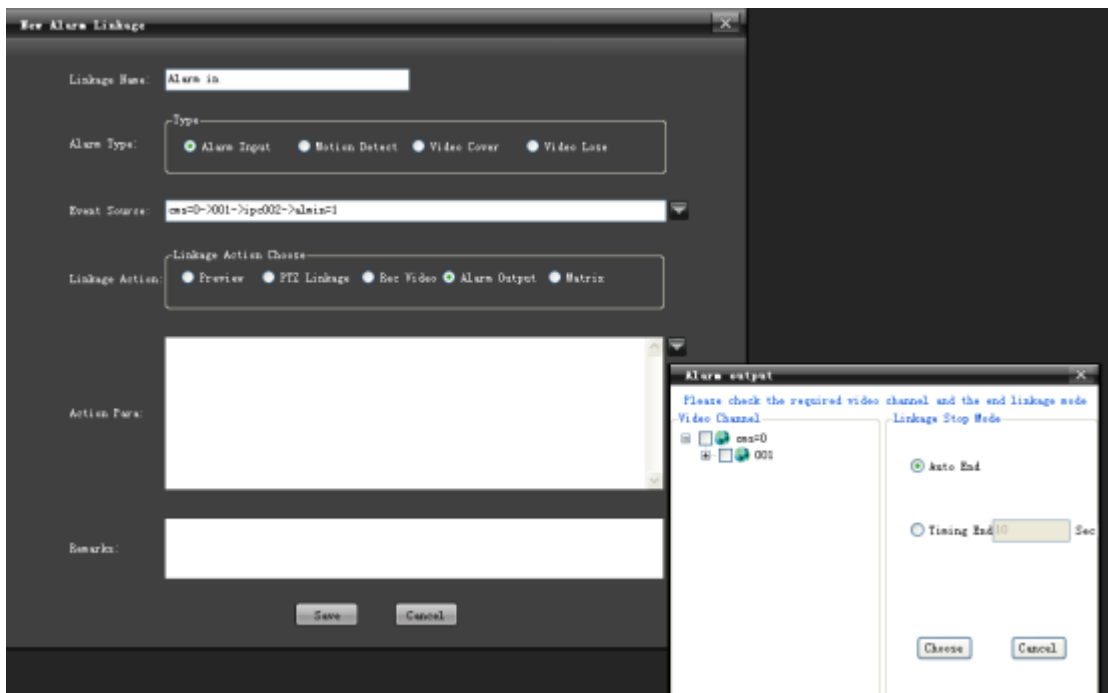 New Alarm Linkage
Linkage Name: Alarm in
Type
Alarm Type: Alarm Input Motion Detect Video Cover Video Lose
Event Source: cms=0->001->ipc002->almin=1
Linkage Action Choose
Linkage Action: Preview PTZ Linkage Rec Video Alarm Output Matrix
Action Para:
Remarks:
Save Cancel
Alarm output
Please check the required video channel and the end linkage mode
Video Channel
cms=0
001
Linkage Stop Mode
Auto End
Timing End 10 Sec
Choose Cancel